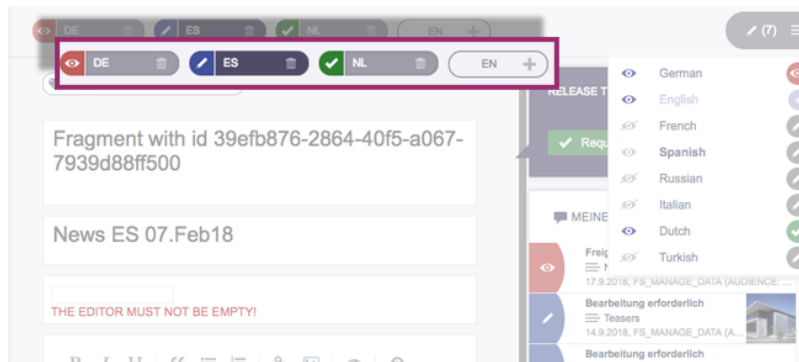 DE ES NL EN
(7)
DE ES NL EN
RELEASE T
German
English
French
Spanish
Russian
Italian
Dutch
Turkish
Requ
Fragment with id 39efb876-2864-40f5-a067-
7939d88ff500
News ES 07.Feb18
THE EDITOR MUST NOT BE EMPTY!
B I U
MEINE
Freig
17.9.2018, FS_MANAGE_DATA (AUDIENCE: ...
Bearbeitung erforderlich
Teasers
14.9.2018, FS_MANAGE_DATA (A...
Bearbeitung erforderlich